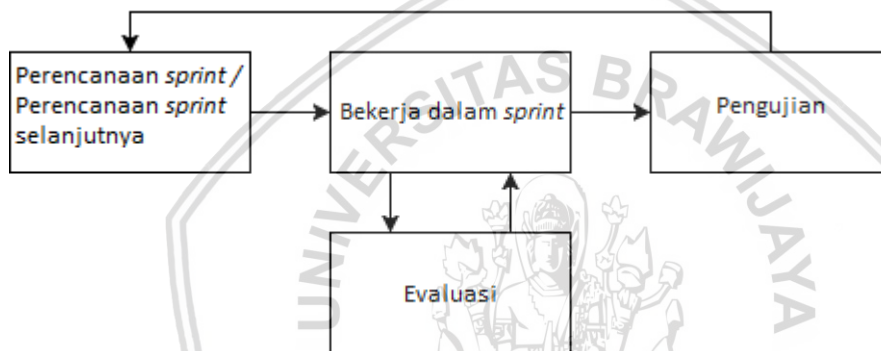 Perencanaan sprint /
Perencanaan sprint
selanjutnya
Bekerja dalam sprint
Pengujian
Evaluasi
UNIVERSITAS BRAWIJAYA